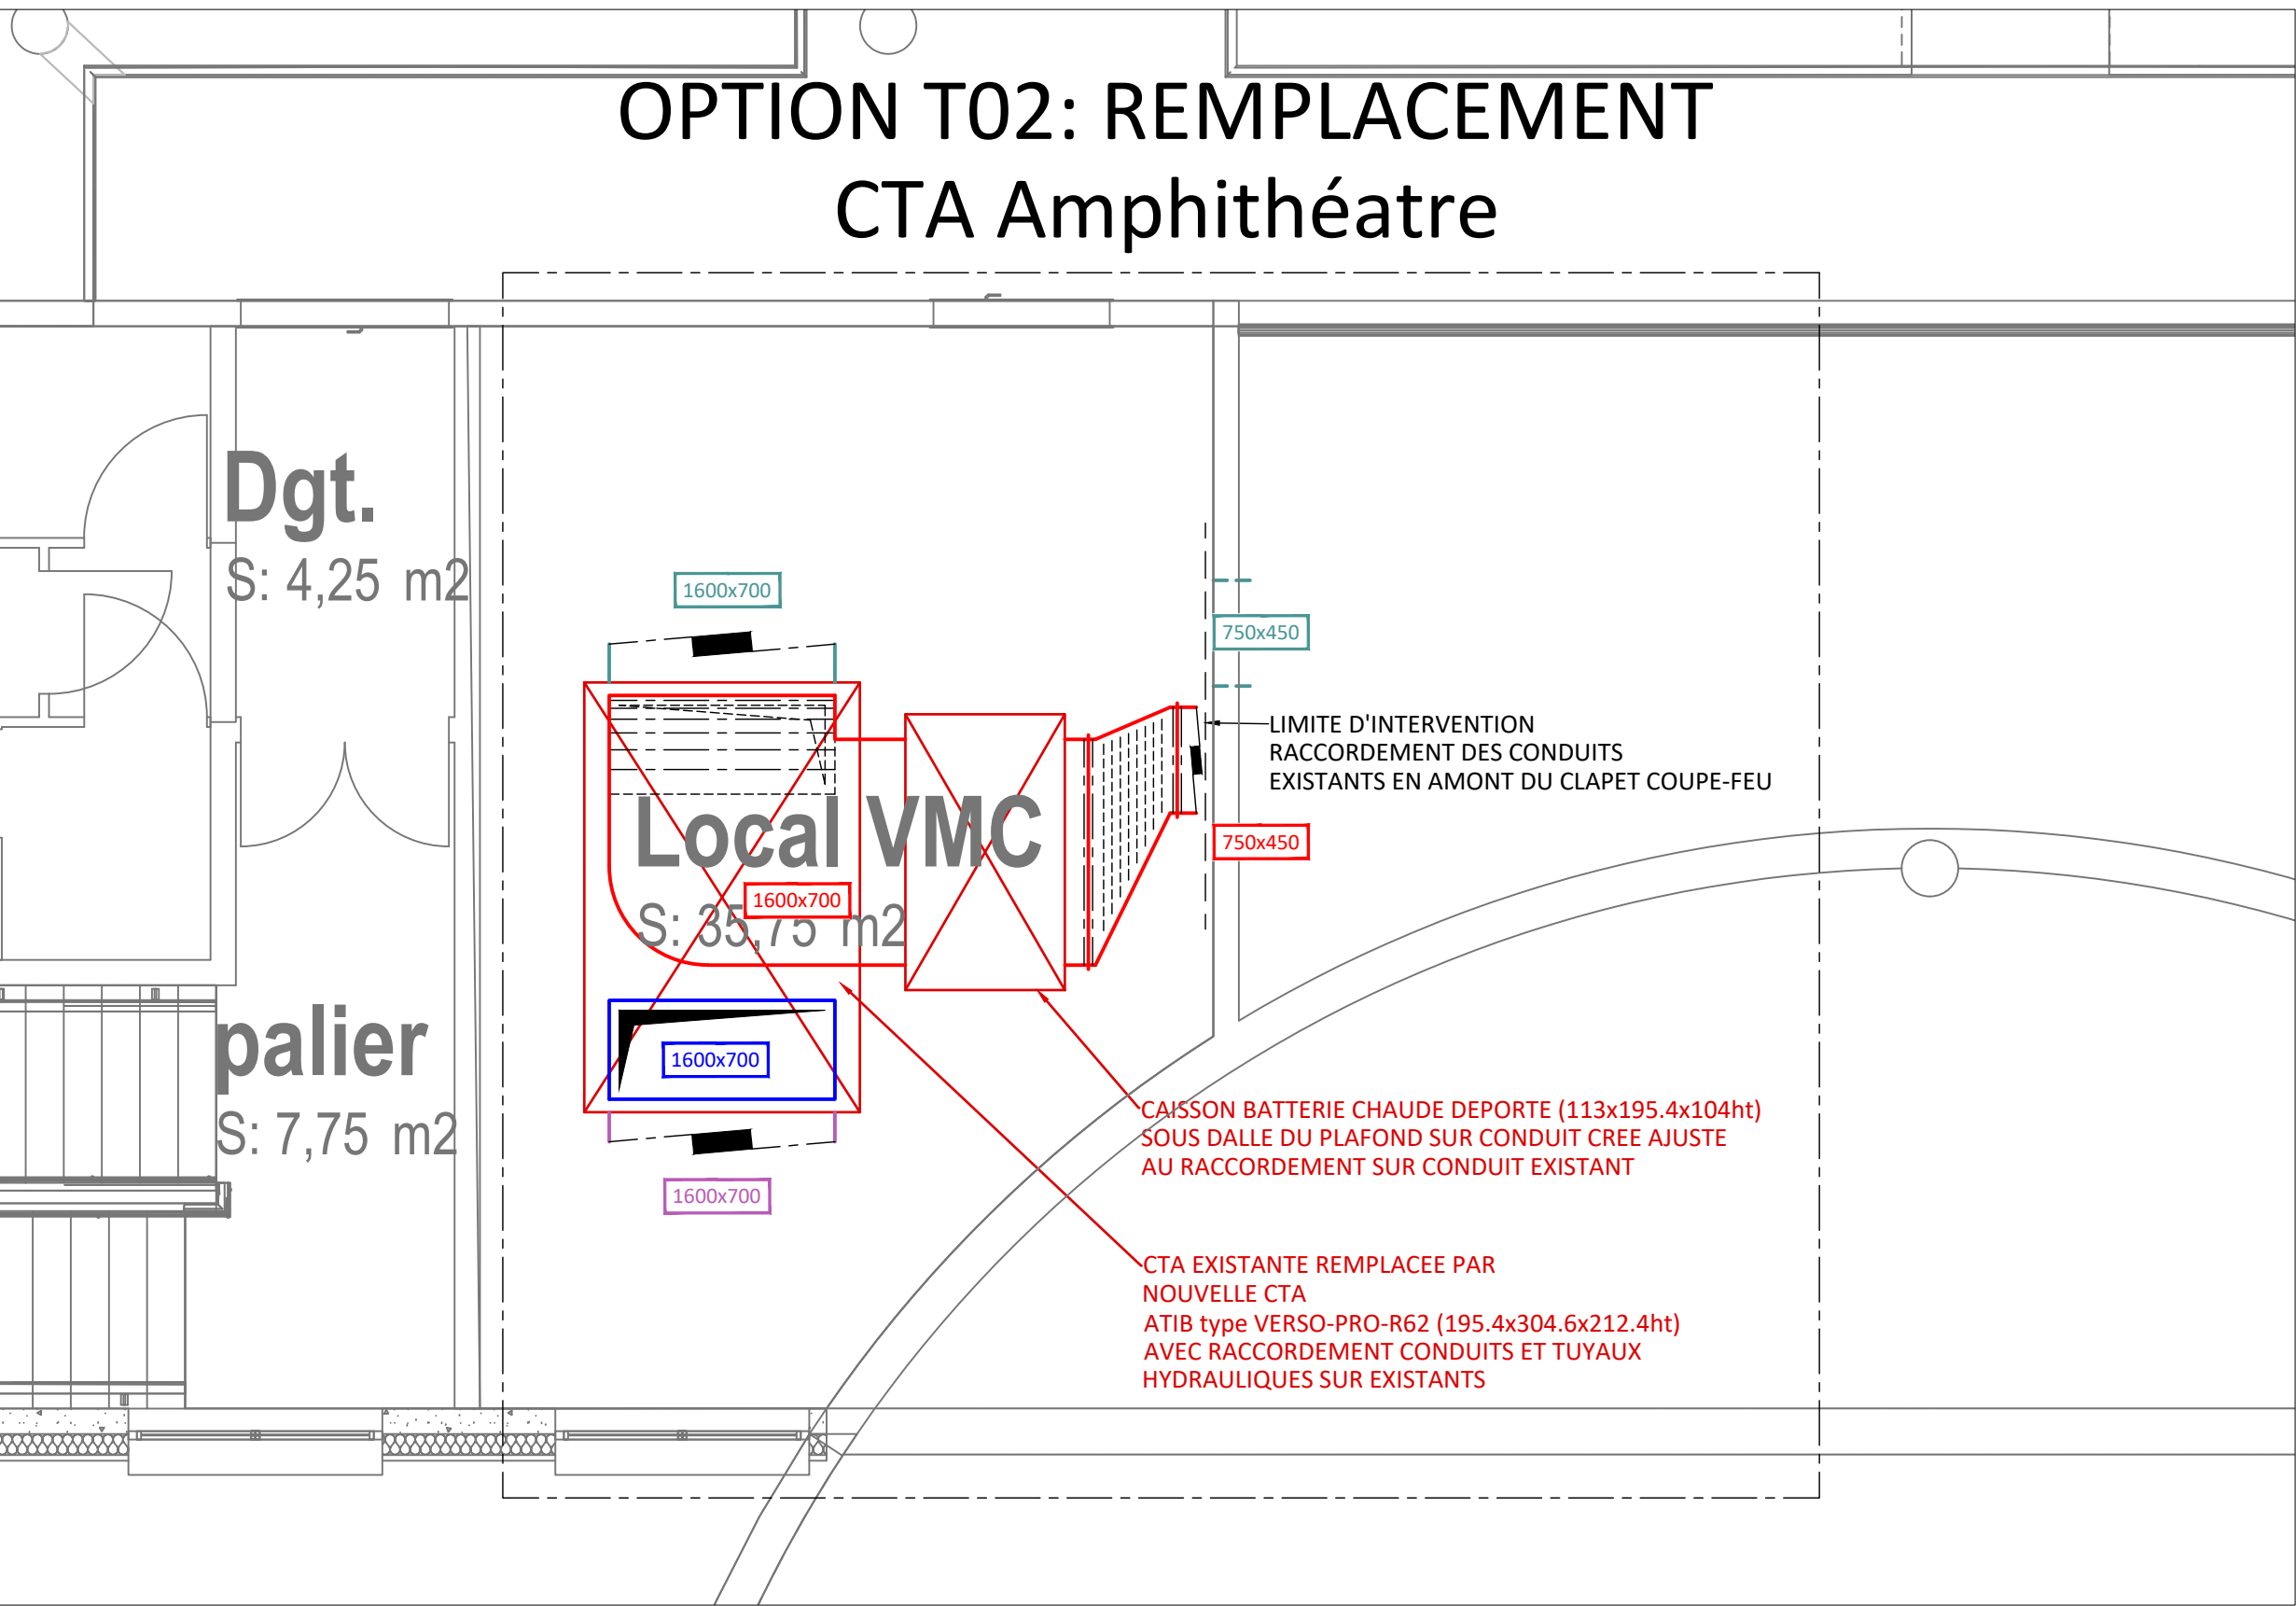 OPTION T02: REMPLACEMENT
CTA Amphithéatre
Dgt.
S: 4,25 m2
1600x700
750x450
LIMITE D'INTERVENTION
RACCORDEMENT DES CONDUITS
EXISTANTS EN AMONT DU CLAPET COUPE-FEU
Local VMC
S: 35,75 m2
1600x700
750x450
palier
S: 7,75 m2
1600x700
1600x700
CAISSON BATTERIE CHAUDE DEPORTE (113x195.4x104ht)
SOUS DALLE DU PLAFOND SUR CONDUIT CREE AJUSTE
AU RACCORDEMENT SUR CONDUIT EXISTANT
CTA EXISTANTE REMPLACEE PAR
NOUVELLE CTA
ATIB type VERSO-PRO-R62 (195.4x304.6x212.4ht)
AVEC RACCORDEMENT CONDUITS ET TUYAUX
HYDRAULIQUES SUR EXISTANTS